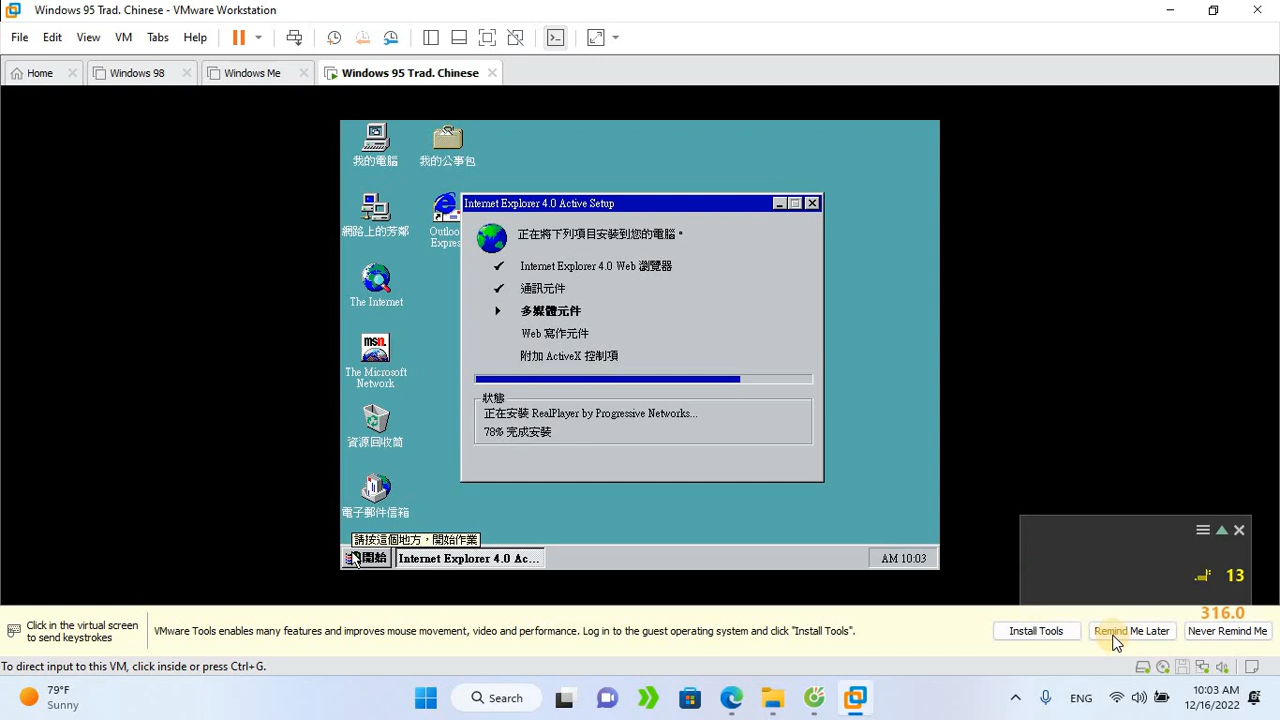 Windows 95 Trad. Chinese - VMware Workstation
File Edit View VM Tabs Help
Home Windows 98 Windows Me Windows 95 Trad. Chinese
我的電腦
我的公事包
網路上的芳鄰
Outloo
Expres
The Internet
msn.
The Microsoft
Network
資源回收筒
電子郵件信箱
Internet Explorer 4.0 Active Setup
正在將下列項目安裝到您的電腦。
Internet Explorer 4.0 Web 瀏覽器
通訊元件
多媒體元件
Web 寫作元件
附加 ActiveX 控制項
狀態
正在安裝 RealPlayer by Progressive Networks...
78% 完成安裝
請按這個地方，開始作業
開始 Internet Explorer 4.0 Ac... AM 10:03
13
316.0
Click in the virtual screen
to send keystrokes
VMware Tools enables many features and improves mouse movement, video and performance. Log in to the guest operating system and click "Install Tools".
Install Tools Remind Me Later Never Remind Me
To direct input to this VM, click inside or press Ctrl+G.
79°F
Sunny
Search
ENG
10:03 AM
12/16/2022